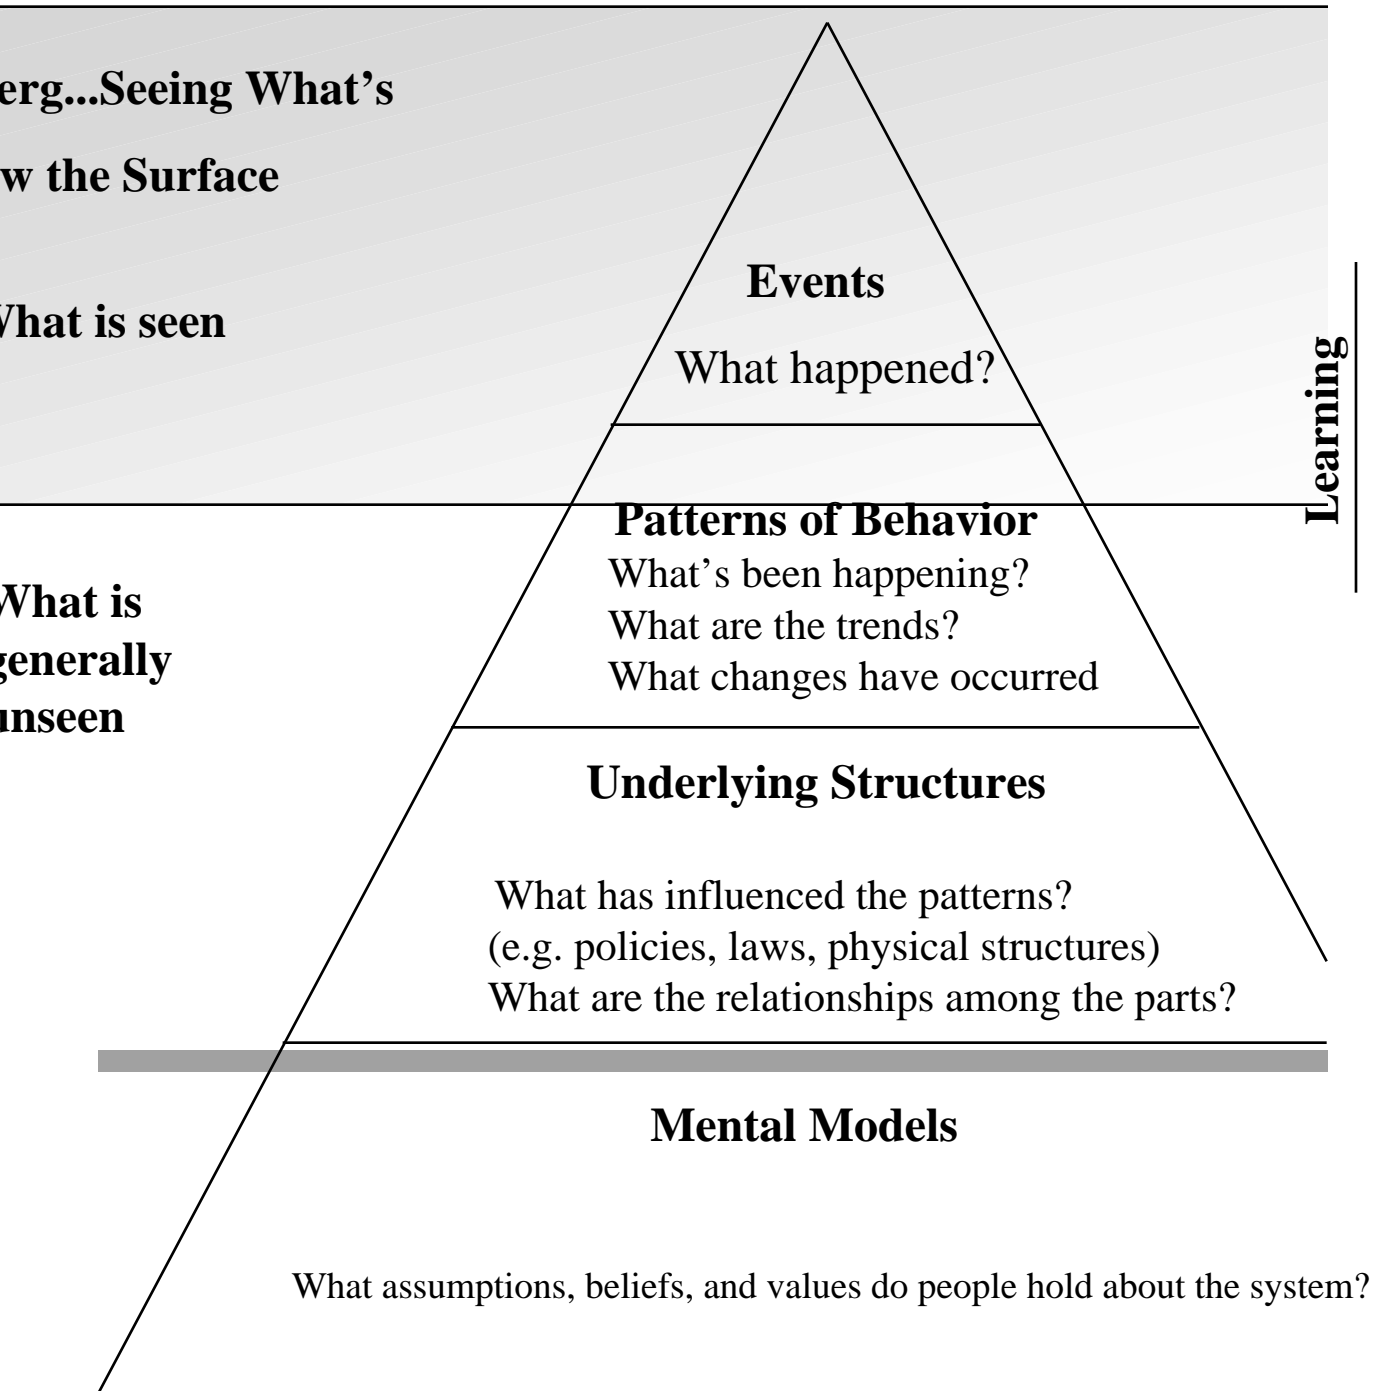 erg...Seeing What’s
w the Surface
What is seen
Events
What happened?
Learning
Patterns of Behavior
What’s been happening?
What are the trends?
What changes have occurred
What is
generally
unseen
Underlying Structures
What has influenced the patterns?
(e.g. policies, laws, physical structures)
What are the relationships among the parts?
Mental Models
What assumptions, beliefs, and values do people hold about the system?